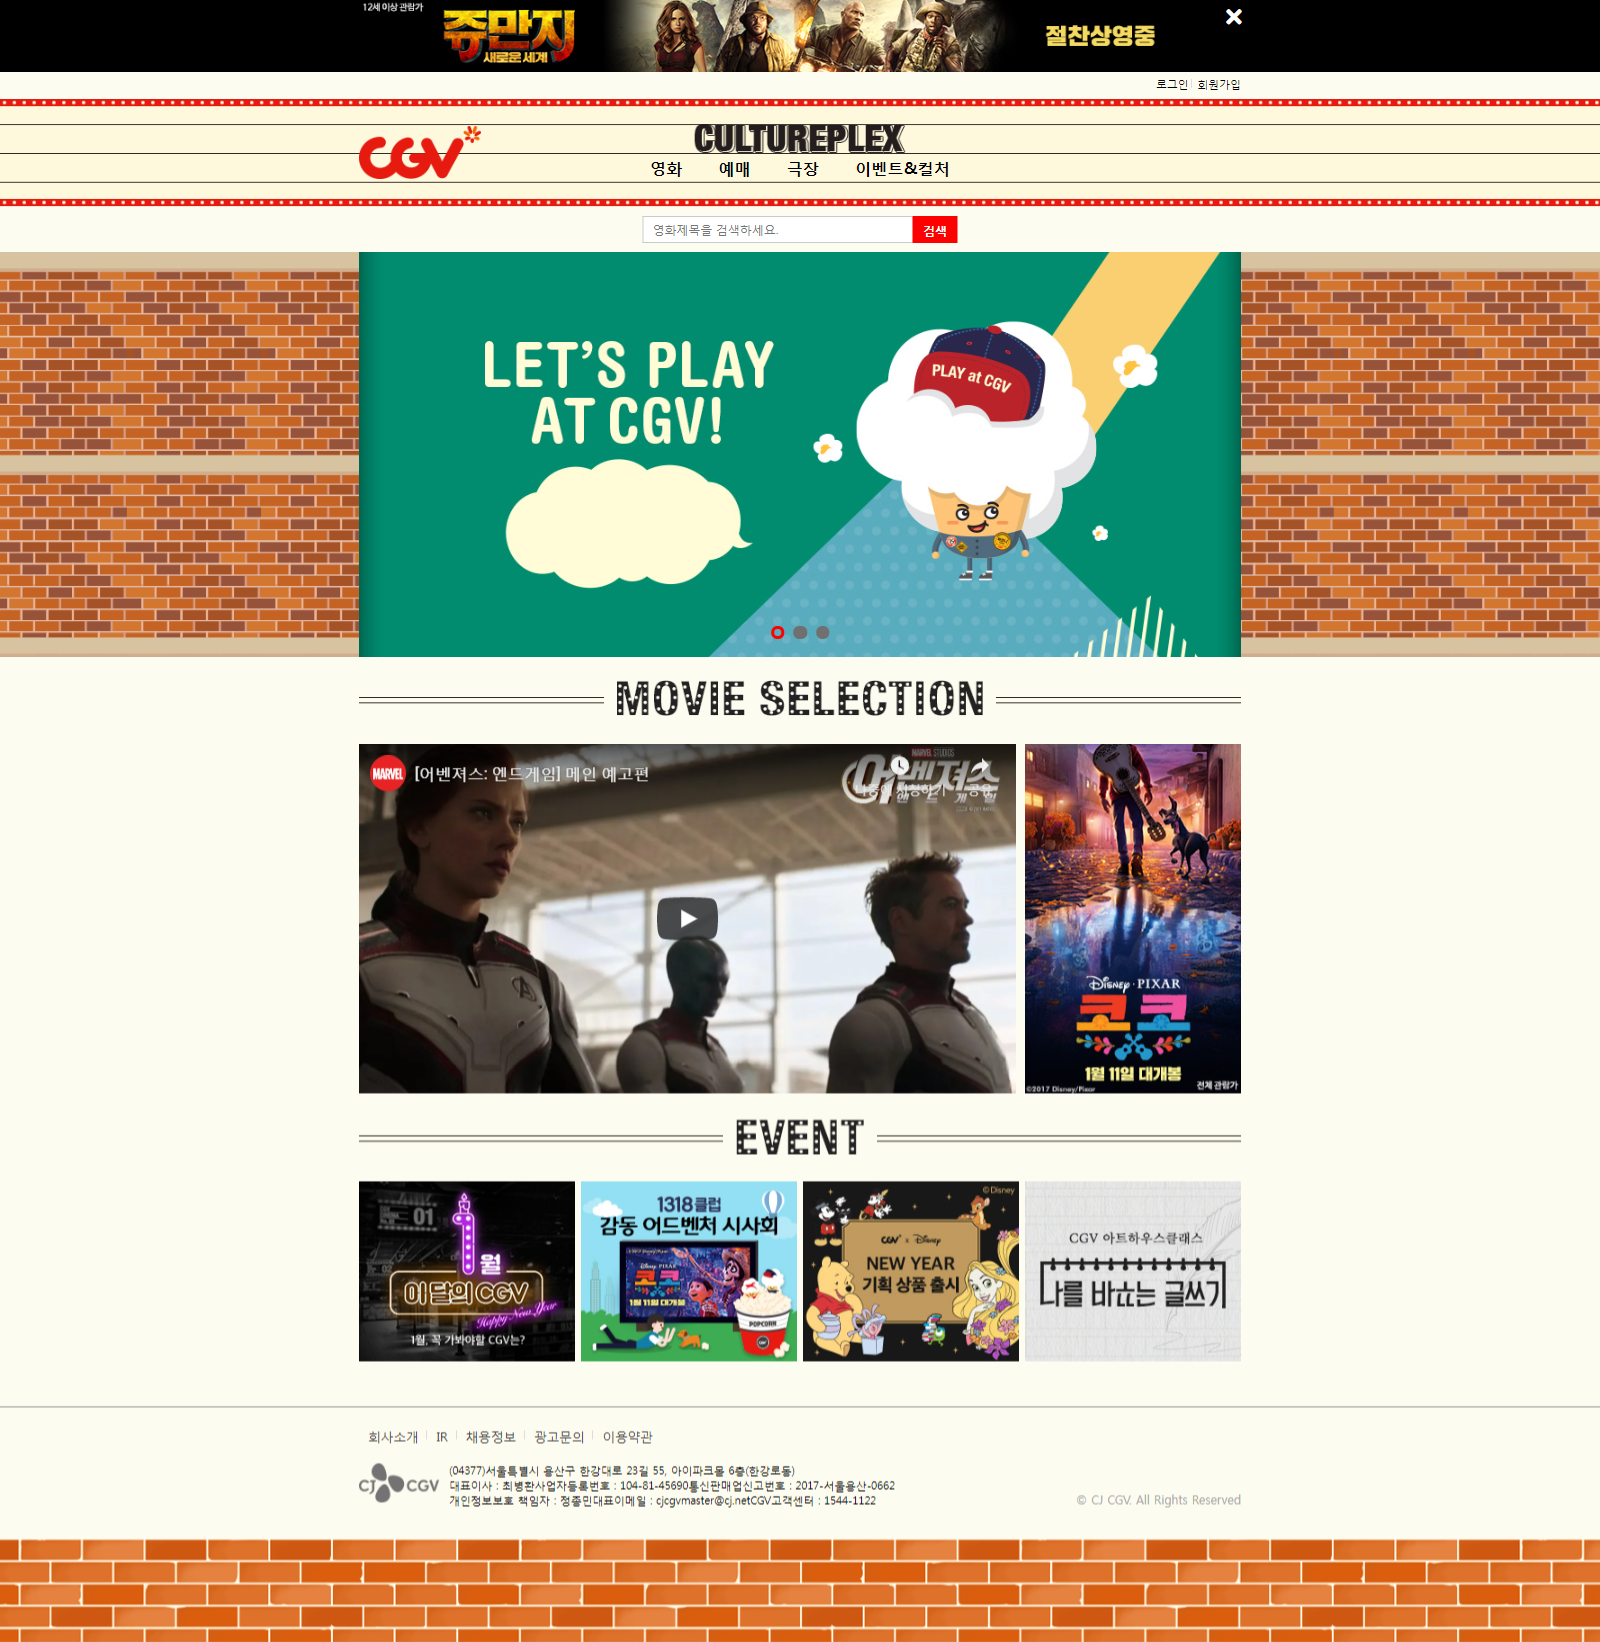 12세 이상 관람가
쥬만지
새로운 세계
절찬상영중
로그인
회원가입
CGV
CULTUREPLEX
영화
예매
극장
이벤트&컬처
영화제목을 검색하세요.
검색
LET'S PLAY
AT CGV!
PLAY at CGV
MOVIE SELECTION
MARVEL
[어벤져스: 엔드게임] 메인 예고편
MARVEL STUDIOS
어벤져스
엔드게임
나중에 시청하기
공유
Disney·PIXAR
코코
1월 11일 대개봉
©2017 Disney/Pixar
전체 관람가
EVENT
01
1월
이달의 CGV
Happy New Year
1월, 꼭 가봐야할 CGV는?
1318클럽
감동 어드벤처 시사회
Disney PIXAR
코코
1월 11일 대개봉
POPCORN
©Disney
CGV x Disney
NEW YEAR
기획 상품 출시
CGV 아트하우스클래스
나를 바꾸는 글쓰기
회사소개
IR
채용정보
광고문의
이용약관
CJ CGV
(04377)서울특별시 용산구 한강대로 23길 55, 아이파크몰 6층(한강로동)
대표이사 : 최병환사업자등록번호 : 104-81-45690통신판매업신고번호 : 2017-서울용산-0662
개인정보보호 책임자 : 정종민대표이메일 : cjcgvmaster@cj.netCGV고객센터 : 1544-1122
© CJ CGV. All Rights Reserved